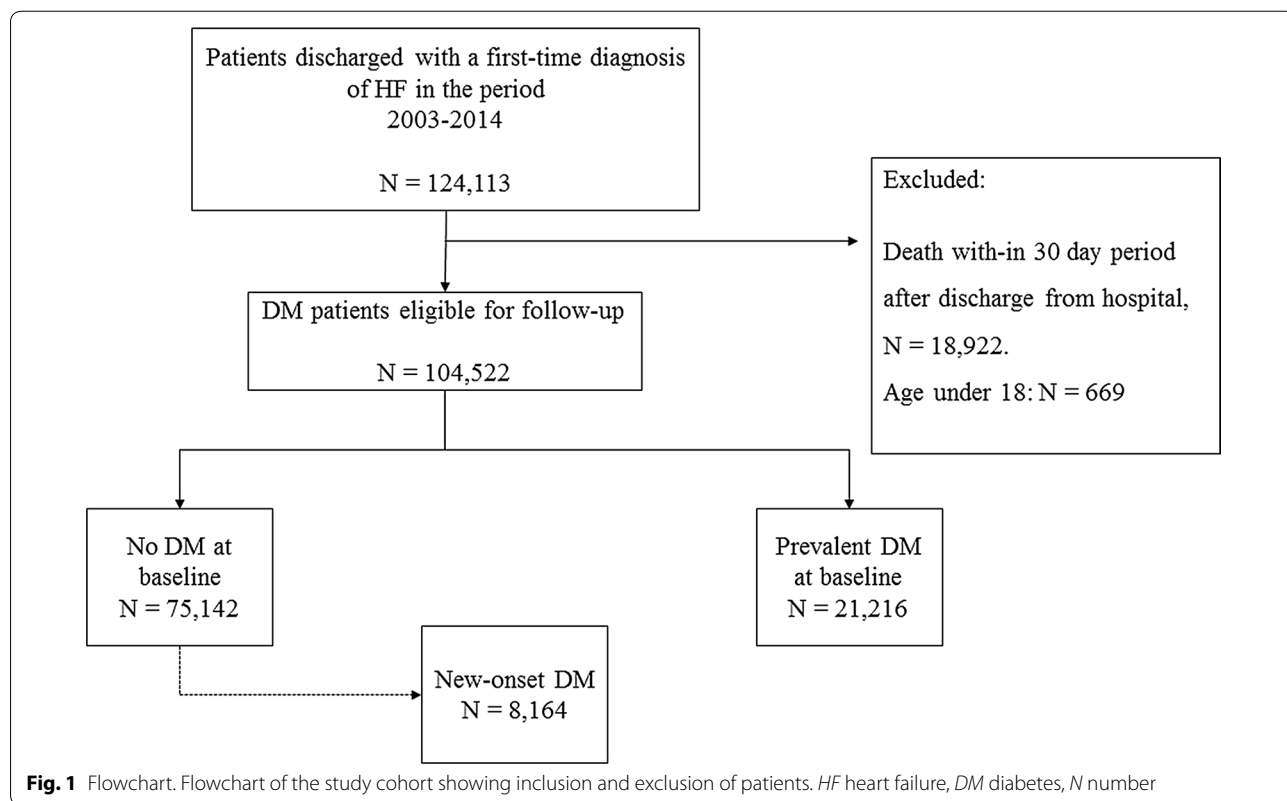 Patients discharged with a first-time diagnosis
of HF in the period
2003-2014
N = 124,113
Excluded:
Death with-in 30 day period
after discharge from hospital,
N = 18,922.
Age under 18: N = 669
DM patients eligible for follow-up
N = 104,522
No DM at
baseline
N = 75,142
Prevalent DM
at baseline
N = 21,216
New-onset DM
N = 8,164
Fig. 1 Flowchart. Flowchart of the study cohort showing inclusion and exclusion of patients. HF heart failure, DM diabetes, N number